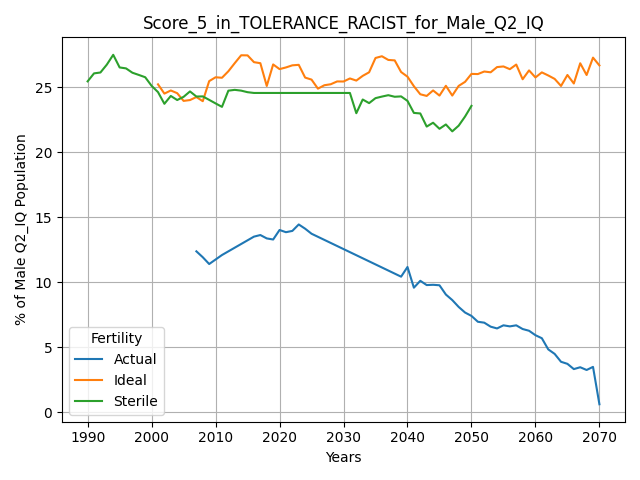 Score_5_in_TOLERANCE_RACIST_for_Male_Q2_IQ
% of Male Q2_IQ Population
25
20
15
10
5
0
Fertility
Actual
Ideal
Sterile
1990 2000 2010 2020 2030 2040 2050 2060 2070
Years